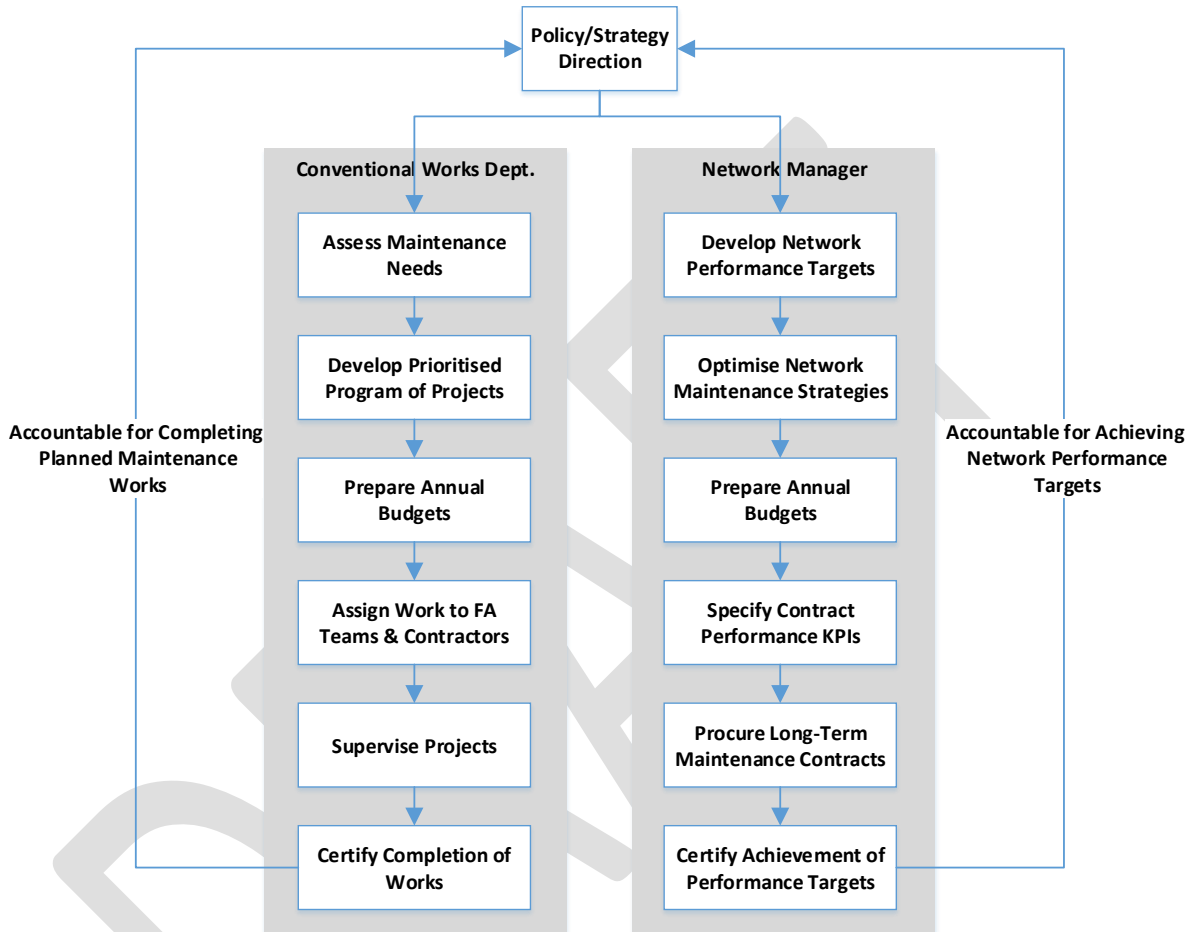 Policy/Strategy
Direction
Conventional Works Dept.
Assess Maintenance
Needs
Develop Prioritised
Program of Projects
Prepare Annual
Budgets
Assign Work to FA
Teams & Contractors
Supervise Projects
Certify Completion of
Works
Accountable for Completing
Planned Maintenance
Works
Network Manager
Develop Network
Performance Targets
Optimise Network
Maintenance Strategies
Prepare Annual
Budgets
Specify Contract
Performance KPIs
Procure Long-Term
Maintenance Contracts
Certify Achievement of
Performance Targets
Accountable for Achieving
Network Performance
Targets